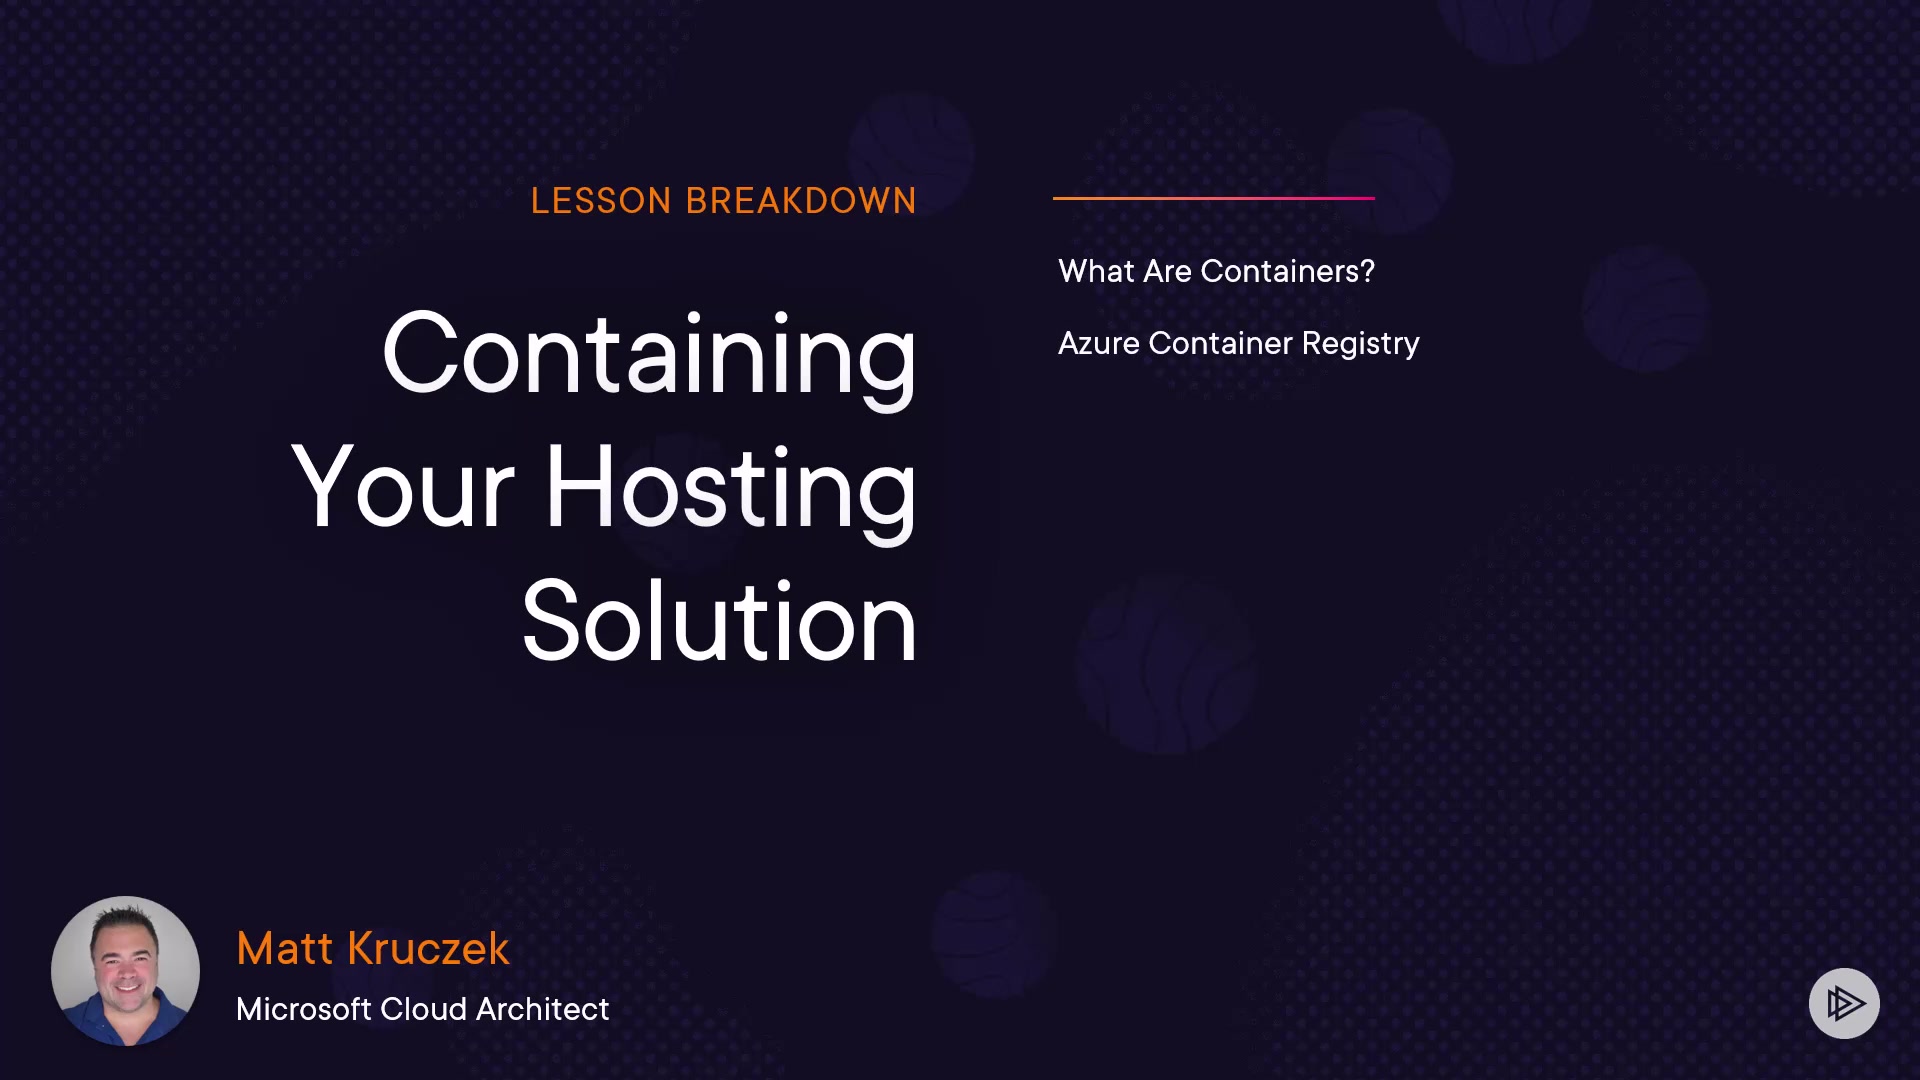 LESSON BREAKDOWN
Containing
Your Hosting
Solution
What Are Containers?
Azure Container Registry
Matt Kruczek
Microsoft Cloud Architect